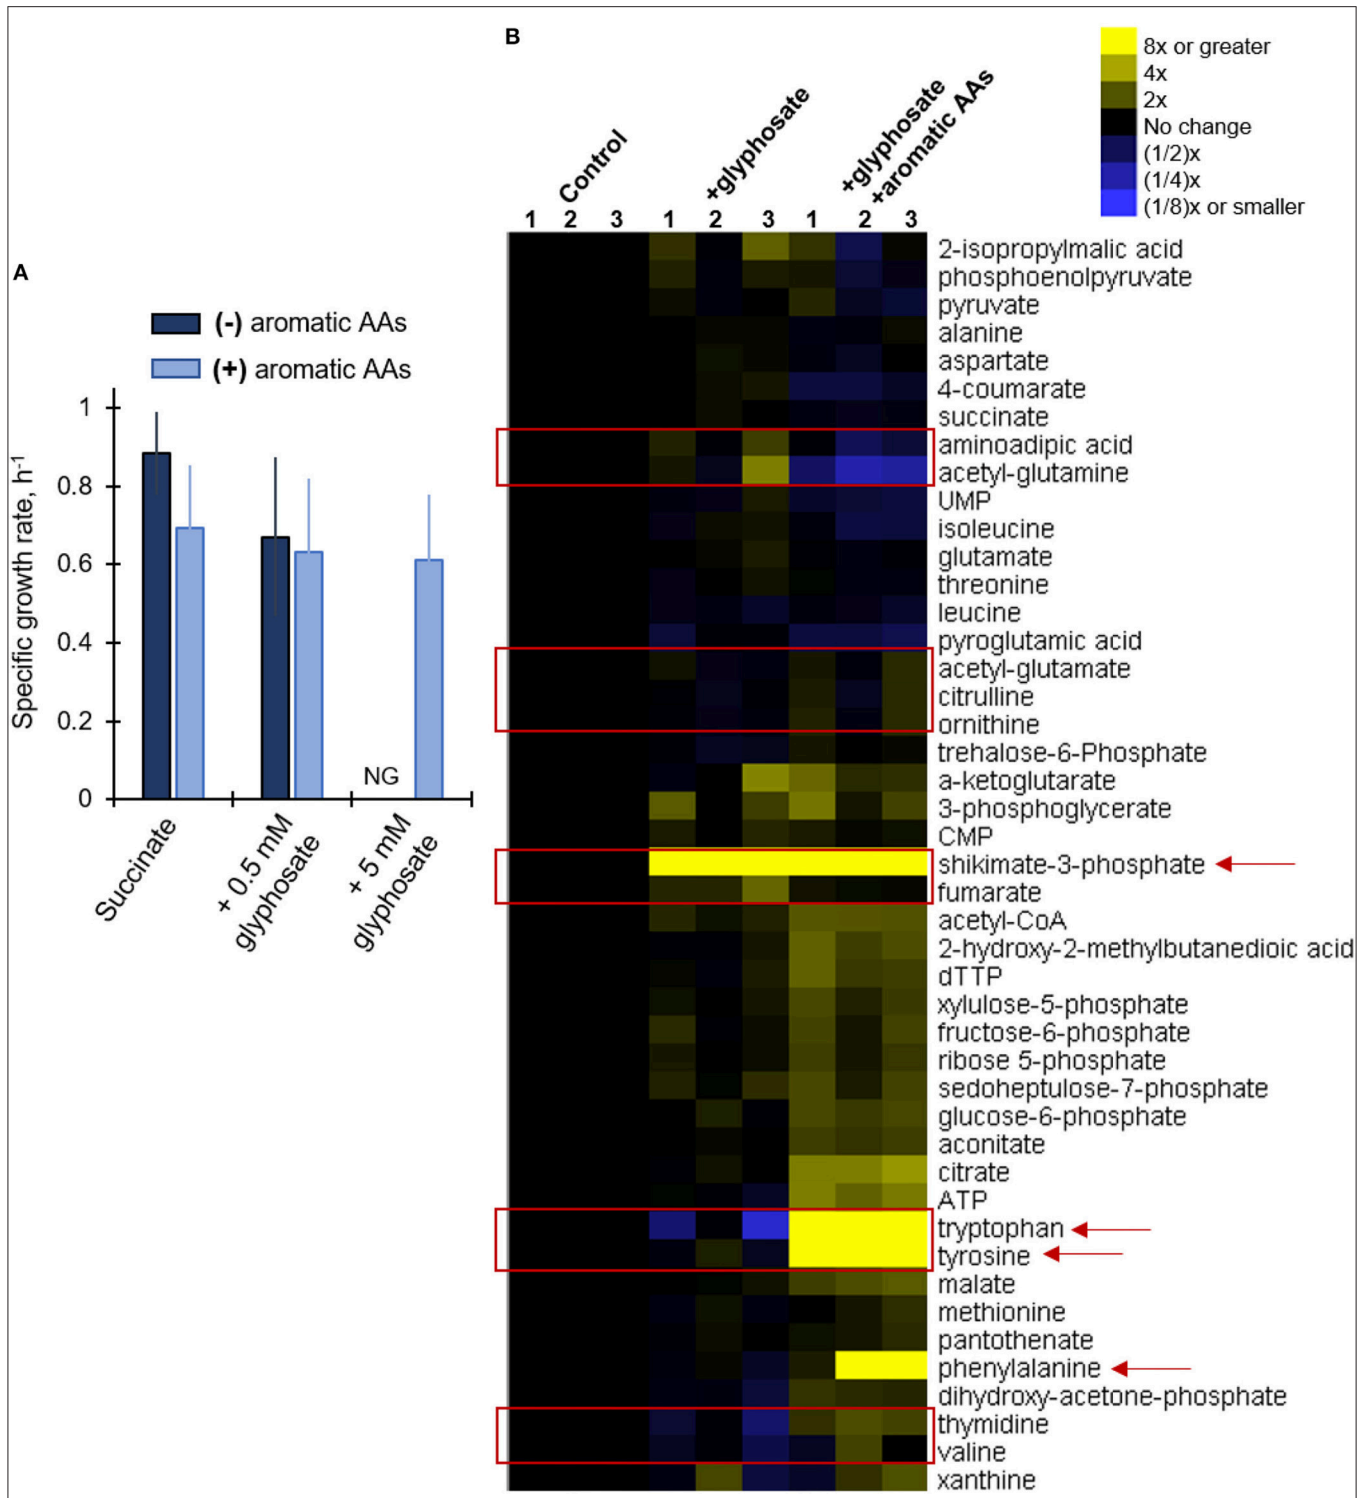 B
8x or greater
4x
2x
No change
(1/2)x
(1/4)x
(1/8)x or smaller
Control
+glyphosate
+glyphosate
+aromatic AAs
1 2 3 1 2 3 1 2 3
2-isopropylmalic acid
phosphoenolpyruvate
pyruvate
alanine
aspartate
4-coumarate
succinate
aminoadipic acid
acetyl-glutamine
UMP
isoleucine
glutamate
threonine
leucine
pyroglutamic acid
acetyl-glutamate
citrulline
ornithine
trehalose-6-Phosphate
a-ketoglutarate
3-phosphoglycerate
CMP
shikimate-3-phosphate
fumarate
acetyl-CoA
2-hydroxy-2-methylbutanedioic acid
dTTP
xylulose-5-phosphate
fructose-6-phosphate
ribose 5-phosphate
sedoheptulose-7-phosphate
glucose-6-phosphate
aconitate
citrate
ATP
tryptophan
tyrosine
malate
methionine
pantothenate
phenylalanine
dihydroxy-acetone-phosphate
thymidine
valine
xanthine
A
(-) aromatic AAs
(+) aromatic AAs
Specific growth rate, h-1
1
0.8
0.6
0.4
0.2
0
NG
Succinate
+ 0.5 mM
glyphosate
+ 5 mM
glyphosate